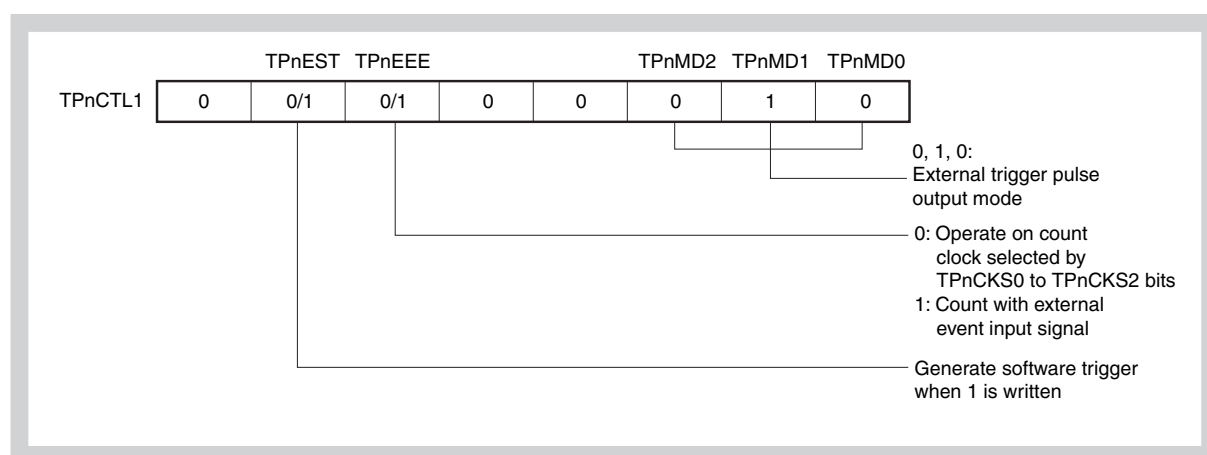 TPnEST TPnEEE TPnMD2 TPnMD1 TPnMD0
TPnCTL1 0 0/1 0/1 0 0 0 1 0
0, 1, 0:
External trigger pulse
output mode
0: Operate on count
clock selected by
TPnCKS0 to TPnCKS2 bits
1: Count with external
event input signal
Generate software trigger
when 1 is written